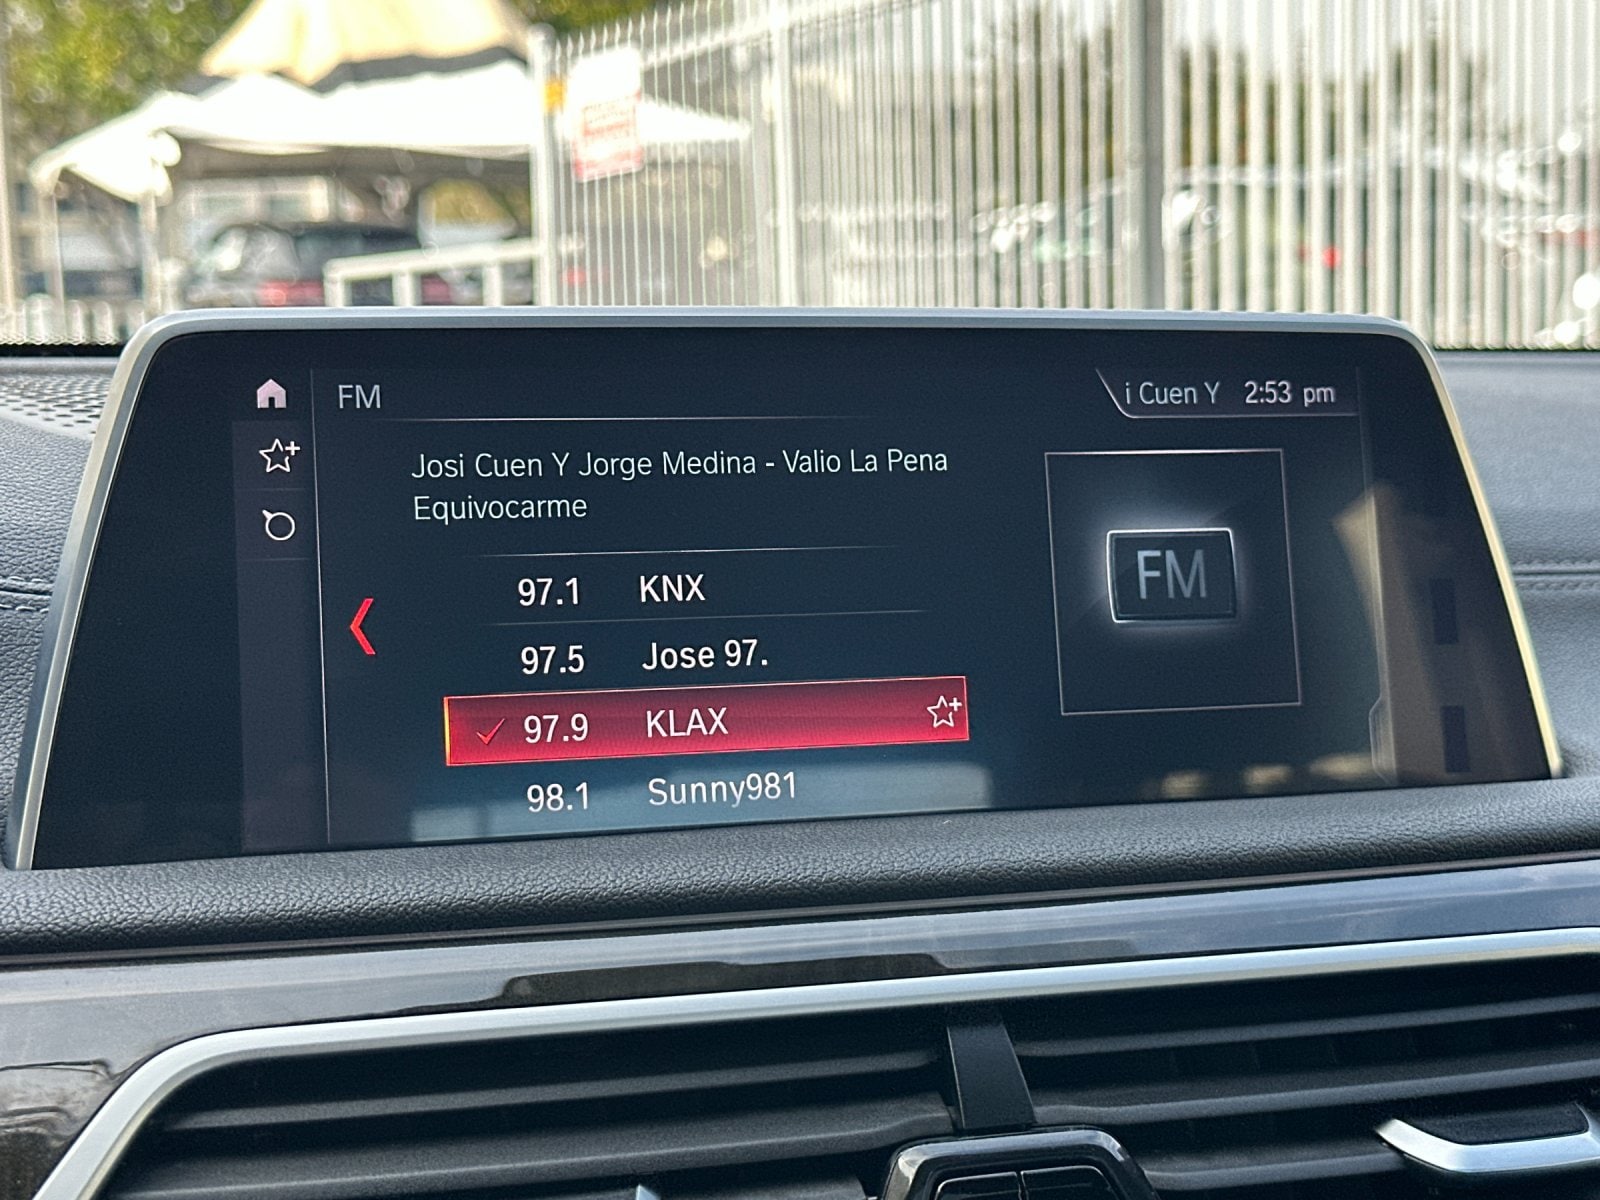 FM
i Cuen Y 2:53 pm
Josi Cuen Y Jorge Medina - Valio La Pena
Equivocarme
97.1 KNX
97.5 Jose 97.
97.9 KLAX
98.1 Sunny981
FM